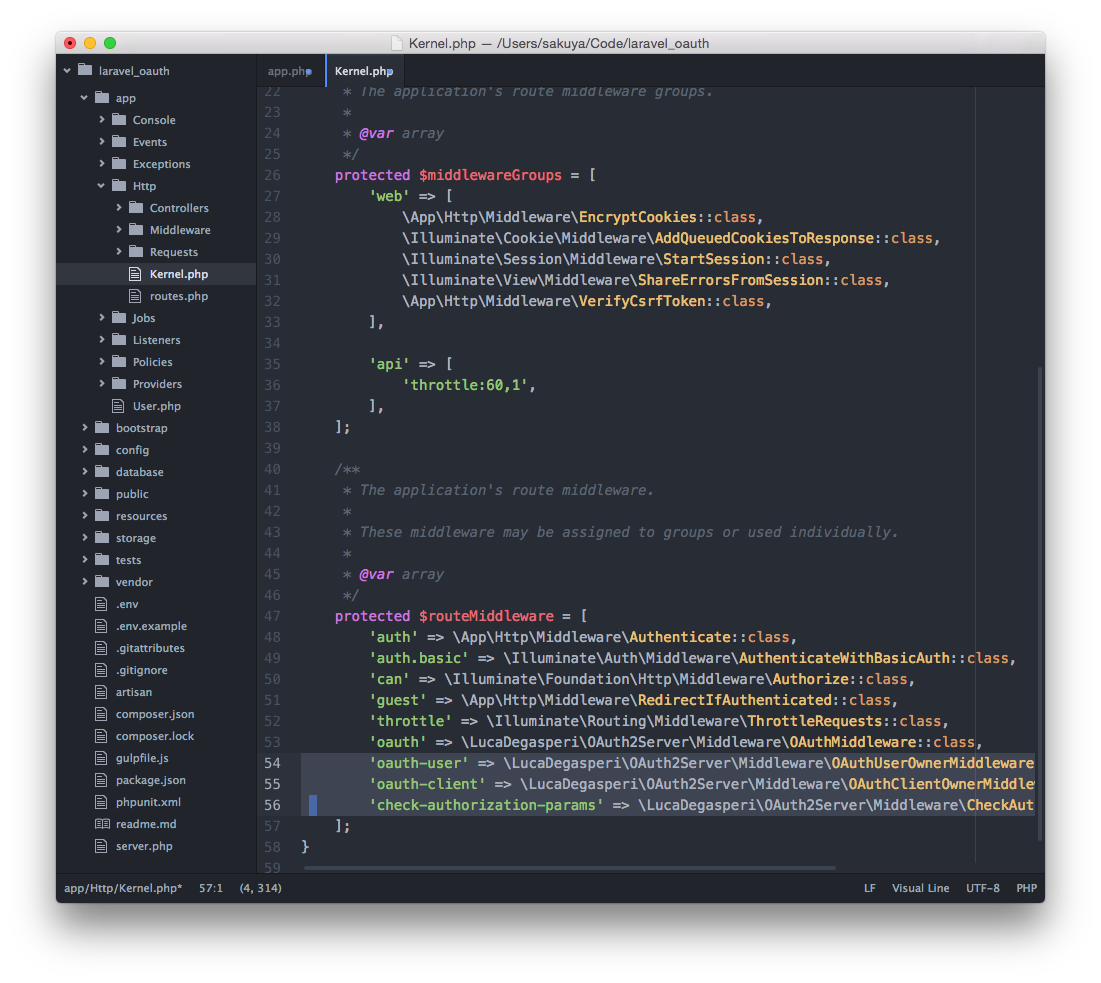 Kernel.php — /Users/sakuya/Code/laravel_oauth
laravel_oauth
app
Console
Events
Exceptions
Http
Controllers
Middleware
Requests
Kernel.php
routes.php
Jobs
Listeners
Policies
Providers
User.php
bootstrap
config
database
public
resources
storage
tests
vendor
.env
.env.example
.gitattributes
.gitignore
artisan
composer.json
composer.lock
gulpfile.js
package.json
phpunit.xml
readme.md
server.php
app.php
Kernel.php
22 * The application's route middleware groups.
23 *
24 * @var array
25 */
26 protected $middlewareGroups = [
27 'web' => [
28 \App\Http\Middleware\EncryptCookies::class,
29 \Illuminate\Cookie\Middleware\AddQueuedCookiesToResponse::class,
30 \Illuminate\Session\Middleware\StartSession::class,
31 \Illuminate\View\Middleware\ShareErrorsFromSession::class,
32 \App\Http\Middleware\VerifyCsrfToken::class,
33 ],
34
35 'api' => [
36 'throttle:60,1',
37 ],
38 ];
39
40 /**
41 * The application's route middleware.
42 *
43 * These middleware may be assigned to groups or used individually.
44 *
45 * @var array
46 */
47 protected $routeMiddleware = [
48 'auth' => \App\Http\Middleware\Authenticate::class,
49 'auth.basic' => \Illuminate\Auth\Middleware\AuthenticateWithBasicAuth::class,
50 'can' => \Illuminate\Foundation\Http\Middleware\Authorize::class,
51 'guest' => \App\Http\Middleware\RedirectIfAuthenticated::class,
52 'throttle' => \Illuminate\Routing\Middleware\ThrottleRequests::class,
53 'oauth' => \LucaDegasperi\OAuth2Server\Middleware\OAuthMiddleware::class,
54 'oauth-user' => \LucaDegasperi\OAuth2Server\Middleware\OAuthUserOwnerMiddleware
55 'oauth-client' => \LucaDegasperi\OAuth2Server\Middleware\OAuthClientOwnerMiddle
56 'check-authorization-params' => \LucaDegasperi\OAuth2Server\Middleware\CheckAut
57 ];
58 }
59
app/Http/Kernel.php* 57:1 (4, 314) LF Visual Line UTF-8 PHP